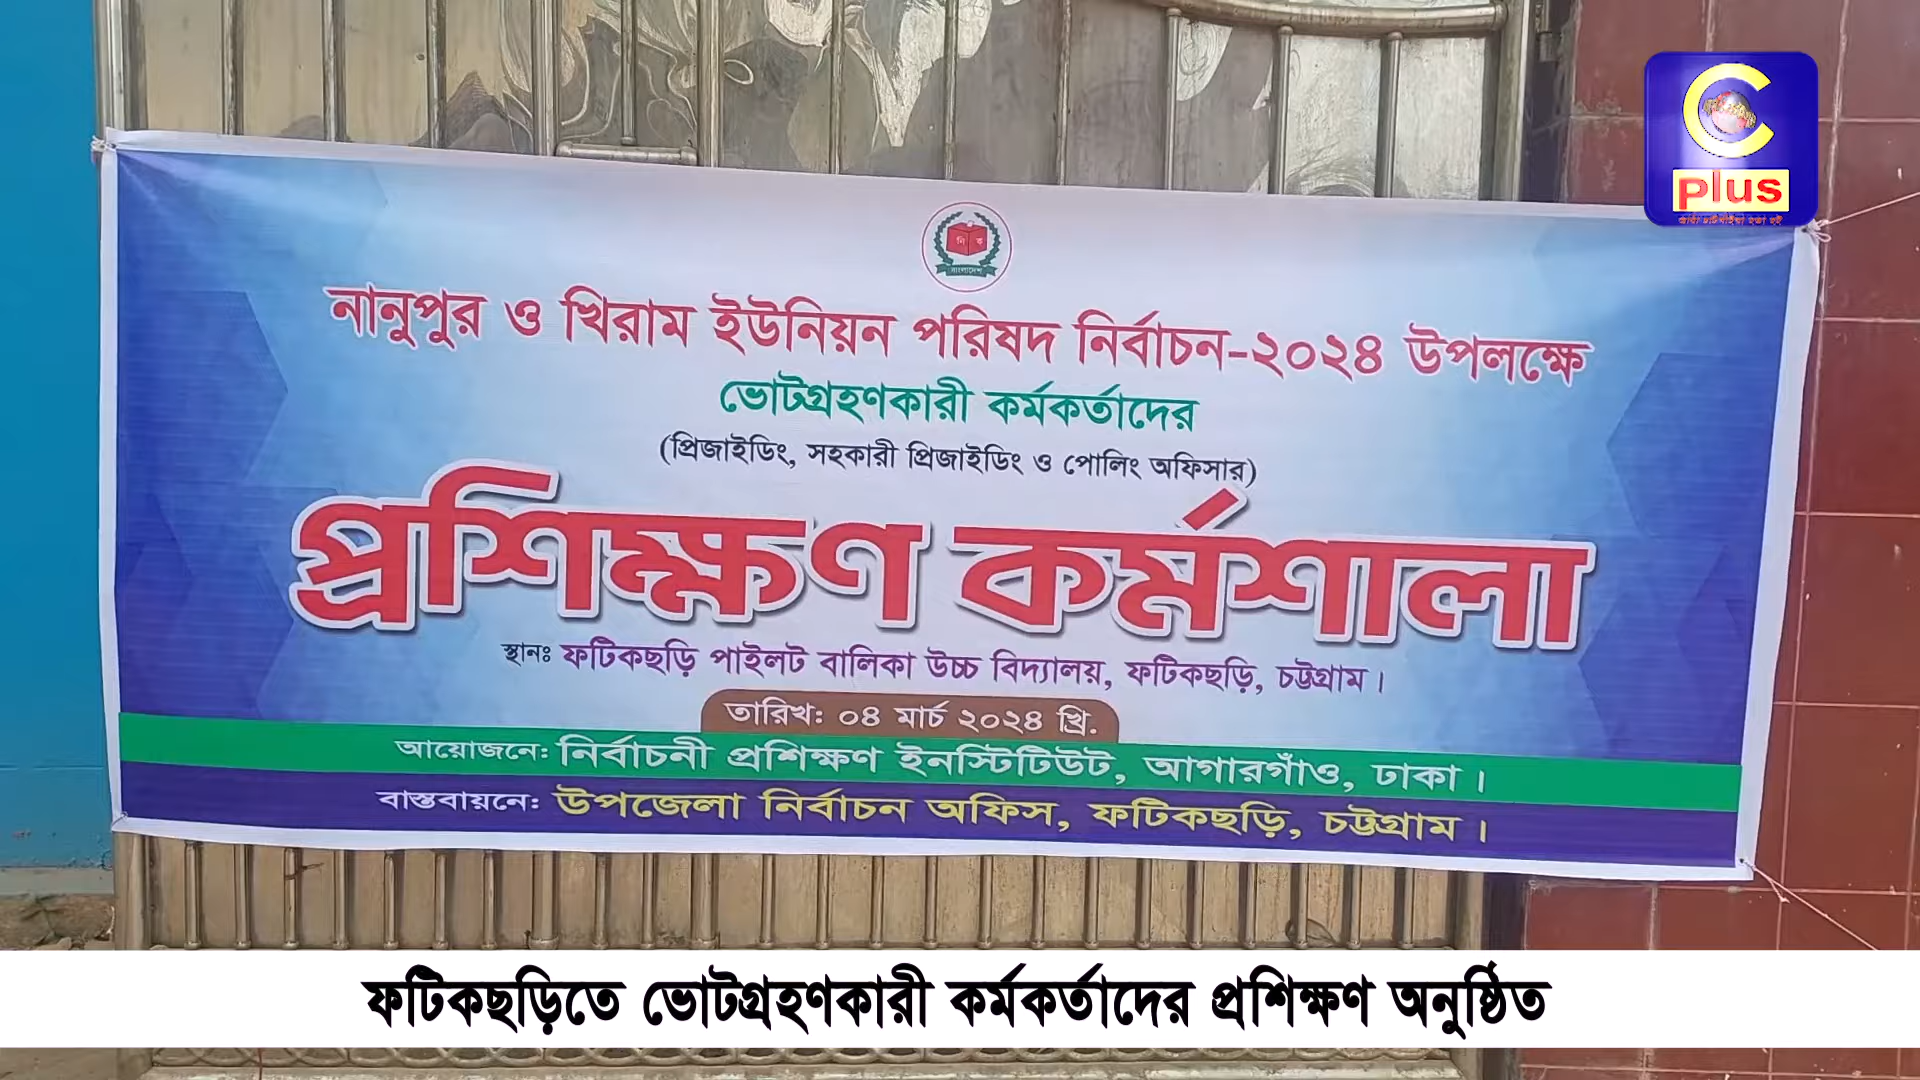 C
plus
নি ক
বাংলাদেশ
নানুপুর ও খিরাম ইউনিয়ন পরিষদ নির্বাচন-২০২৪ উপলক্ষে
ভোটগ্রহণকারী কর্মকর্তাদের
(প্রিজাইডিং, সহকারী প্রিজাইডিং ও পোলিং অফিসার)
প্রশিক্ষণ কর্মশালা
স্থানঃ ফটিকছড়ি পাইলট বালিকা উচ্চ বিদ্যালয়, ফটিকছড়ি, চট্টগ্রাম।
তারিখ: ০৪ মার্চ ২০২৪ খ্রি.
আয়োজনে: নির্বাচনী প্রশিক্ষণ ইনস্টিটিউট, আগারগাঁও, ঢাকা।
বাস্তবায়নে: উপজেলা নির্বাচন অফিস, ফটিকছড়ি, চট্টগ্রাম।
ফটিকছড়িতে ভোটগ্রহণকারী কর্মকর্তাদের প্রশিক্ষণ অনুষ্ঠিত